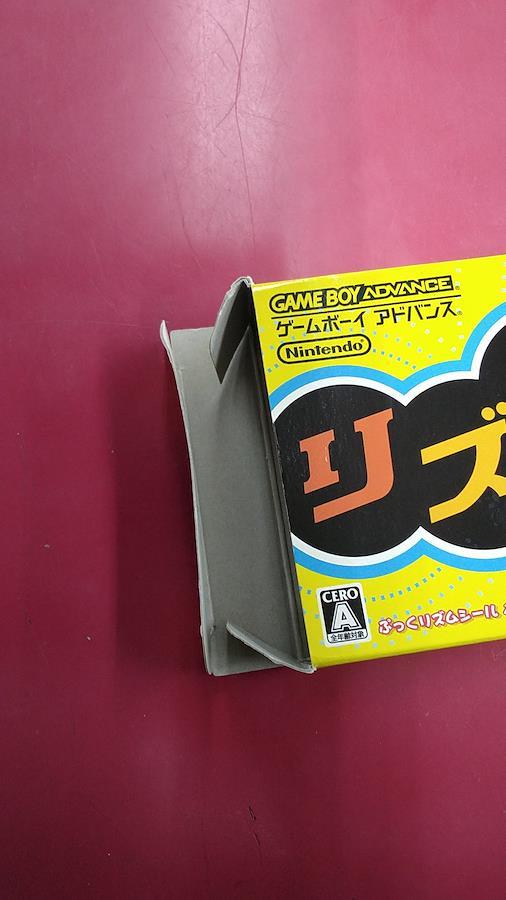 GAME BOY ADVANCE
ゲームボーイ アドバンス
Nintendo
リズ
CERO
A
全年齢対象
ぷっくリズムシール